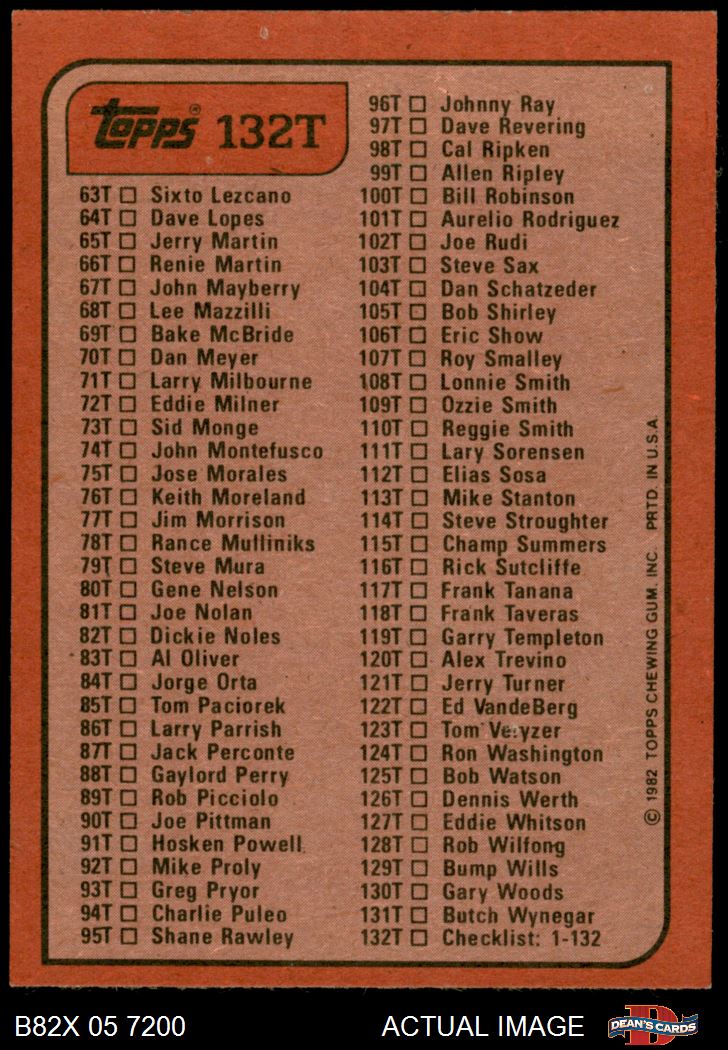 Topps® 132T
63T □ Sixto Lezcano
64T □ Dave Lopes
65T □ Jerry Martin
66T □ Renie Martin
67T □ John Mayberry
68T □ Lee Mazzilli
69T □ Bake McBride
70T □ Dan Meyer
71T □ Larry Milbourne
72T □ Eddie Milner
73T □ Sid Monge
74T □ John Montefusco
75T □ Jose Morales
76T □ Keith Moreland
77T □ Jim Morrison
78T □ Rance Mulliniks
79T □ Steve Mura
80T □ Gene Nelson
81T □ Joe Nolan
82T □ Dickie Noles
83T □ Al Oliver
84T □ Jorge Orta
85T □ Tom Paciorek
86T □ Larry Parrish
87T □ Jack Perconte
88T □ Gaylord Perry
89T □ Rob Picciolo
90T □ Joe Pittman
91T □ Hosken Powell
92T □ Mike Proly
93T □ Greg Pryor
94T □ Charlie Puleo
95T □ Shane Rawley
96T □ Johnny Ray
97T □ Dave Revering
98T □ Cal Ripken
99T □ Allen Ripley
100T □ Bill Robinson
101T □ Aurelio Rodriguez
102T □ Joe Rudi
103T □ Steve Sax
104T □ Dan Schatzeder
105T □ Bob Shirley
106T □ Eric Show
107T □ Roy Smalley
108T □ Lonnie Smith
109T □ Ozzie Smith
110T □ Reggie Smith
111T □ Lary Sorensen
112T □ Elias Sosa
113T □ Mike Stanton
114T □ Steve Stroughter
115T □ Champ Summers
116T □ Rick Sutcliffe
117T □ Frank Tanana
118T □ Frank Taveras
119T □ Garry Templeton
120T □ Alex Trevino
121T □ Jerry Turner
122T □ Ed VandeBerg
123T □ Tom Veryzer
124T □ Ron Washington
125T □ Bob Watson
126T □ Dennis Werth
127T □ Eddie Whitson
128T □ Rob Wilfong
129T □ Bump Wills
130T □ Gary Woods
131T □ Butch Wynegar
132T □ Checklist: 1-132
© 1982 TOPPS CHEWING GUM, INC. PRTD. IN U.S.A.
B82X 05 7200 ACTUAL IMAGE DEAN'S CARDS